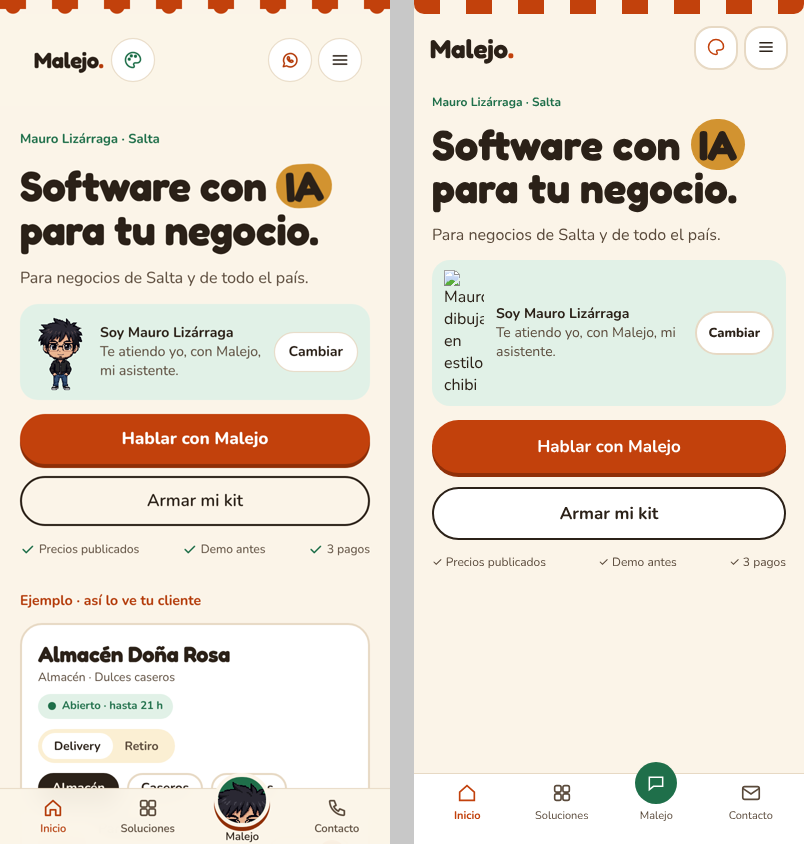 Malejo.
Mauro Lizárraga · Salta
Software con IA
para tu negocio.
Para negocios de Salta y de todo el país.
Soy Mauro Lizárraga
Te atiendo yo, con Malejo,
mi asistente.
Cambiar
Hablar con Malejo
Armar mi kit
Precios publicados
Demo antes
3 pagos
Ejemplo · así lo ve tu cliente
Almacén Doña Rosa
Almacén · Dulces caseros
Abierto · hasta 21 h
Delivery
Retiro
Almacén
Caseros
Inicio
Soluciones
Malejo
Contacto
Malejo.
Mauro Lizárraga · Salta
Software con IA
para tu negocio.
Para negocios de Salta y de todo el país.
Mauro
dibuja
en
estilo
chibi
Soy Mauro Lizárraga
Te atiendo yo, con Malejo, mi
asistente.
Cambiar
Hablar con Malejo
Armar mi kit
Precios publicados
Demo antes
3 pagos
Inicio
Soluciones
Malejo
Contacto